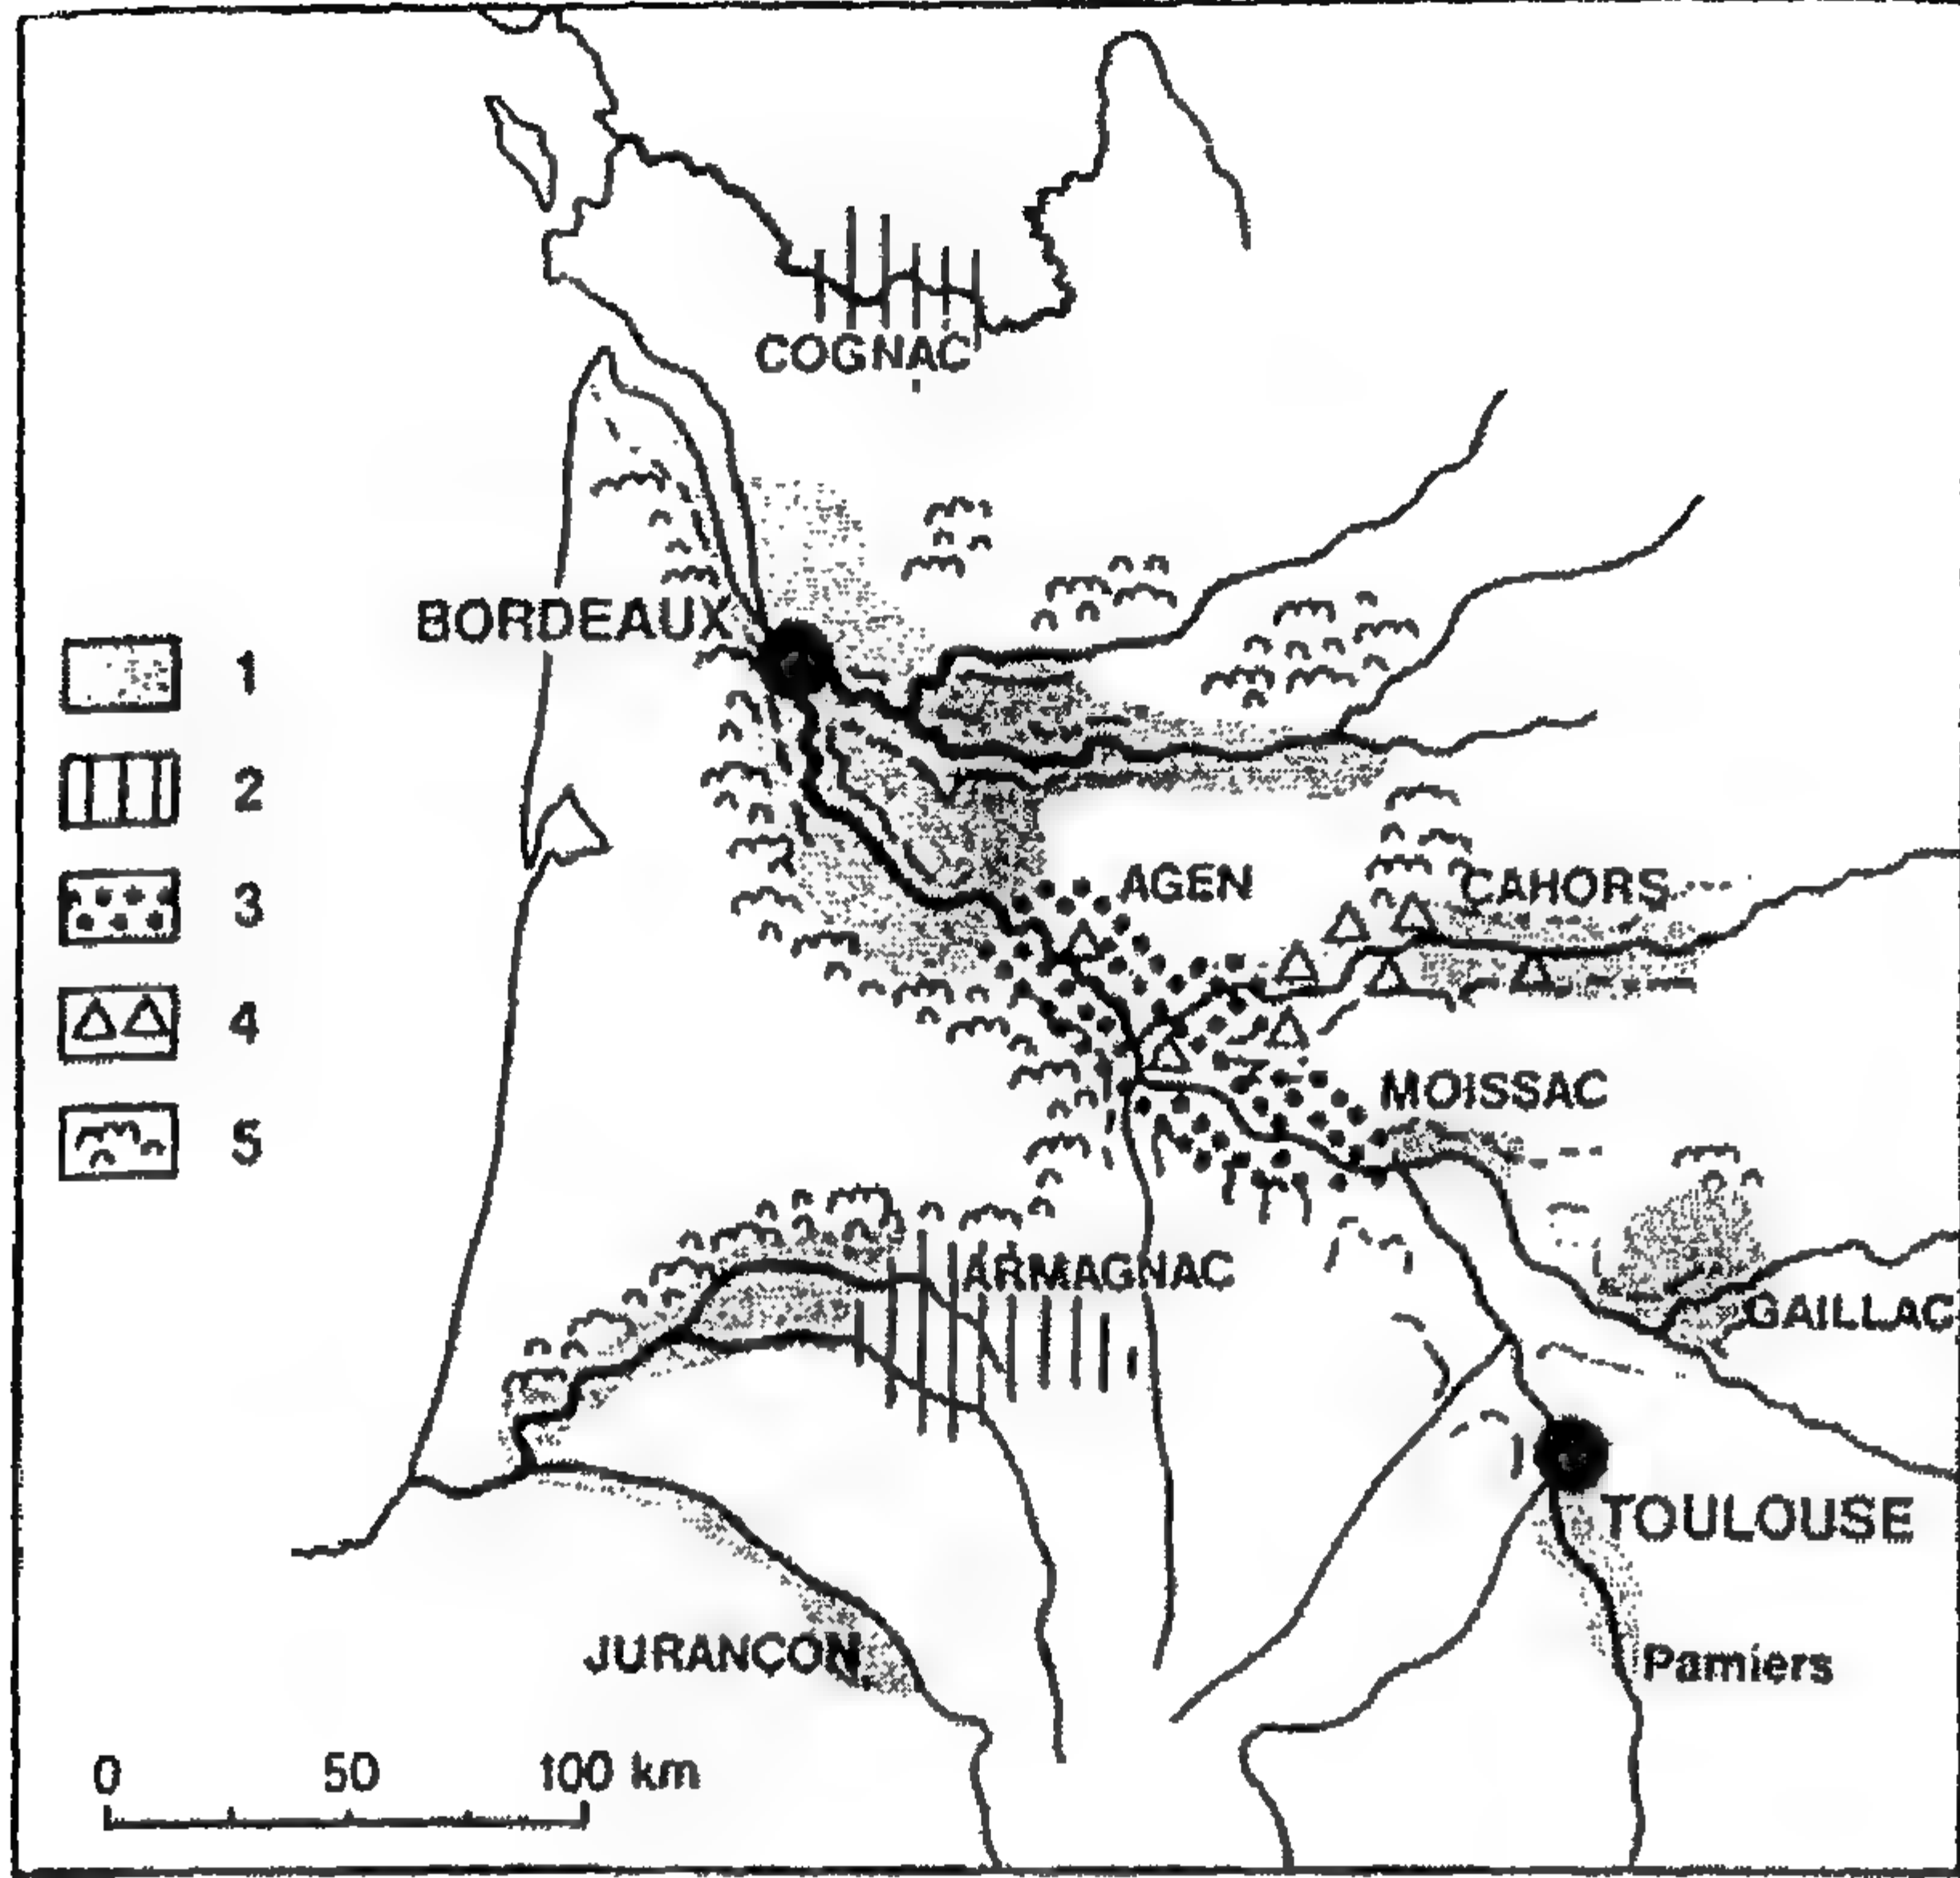 COGNAC
BORDEAUX
1
2
3
4
5
AGEN
CAHORS
MOISSAC
ARMAGNAC
GAILLAC
TOULOUSE
JURANÇON
Pamiers
0 50 100 km